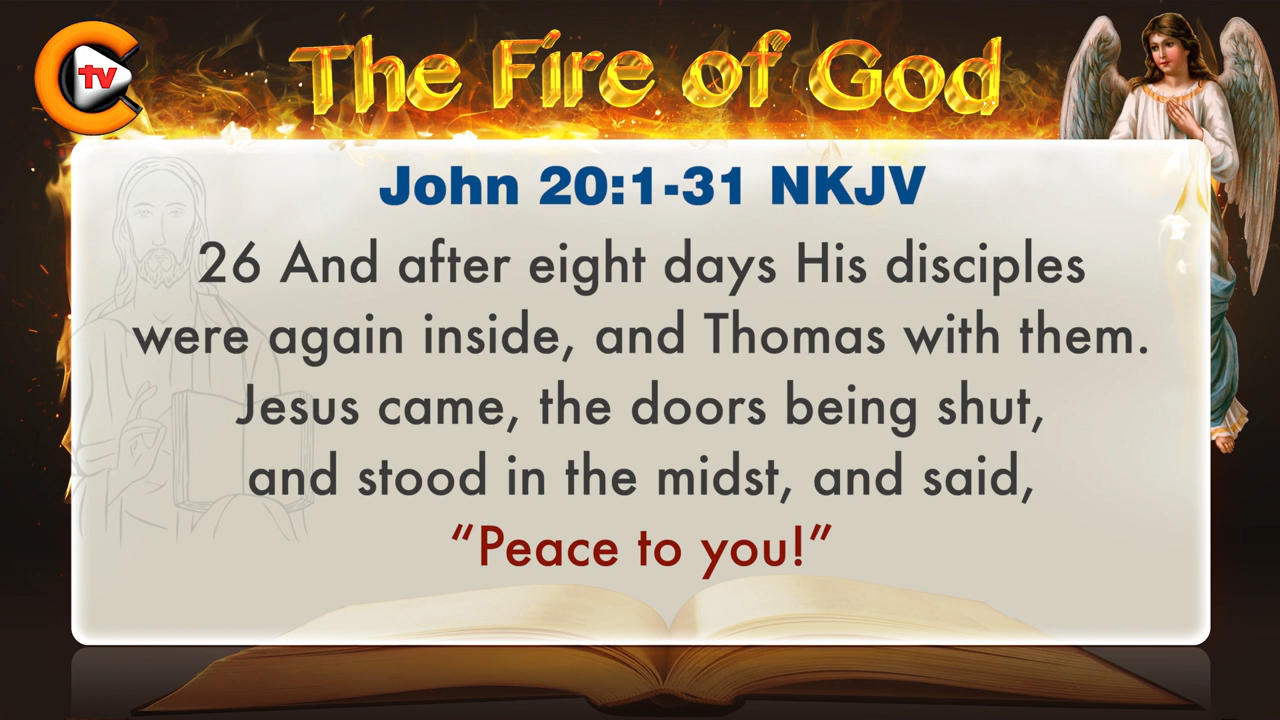 tv
The Fire of God
John 20:1-31 NKJV
26 And after eight days His disciples
were again inside, and Thomas with them.
Jesus came, the doors being shut,
and stood in the midst, and said,
“Peace to you!”